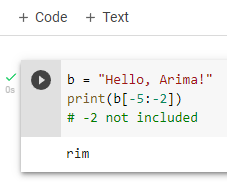 + Code + Text
0s
b = "Hello, Arima!"
print(b[-5:-2])
# -2 not included
rim